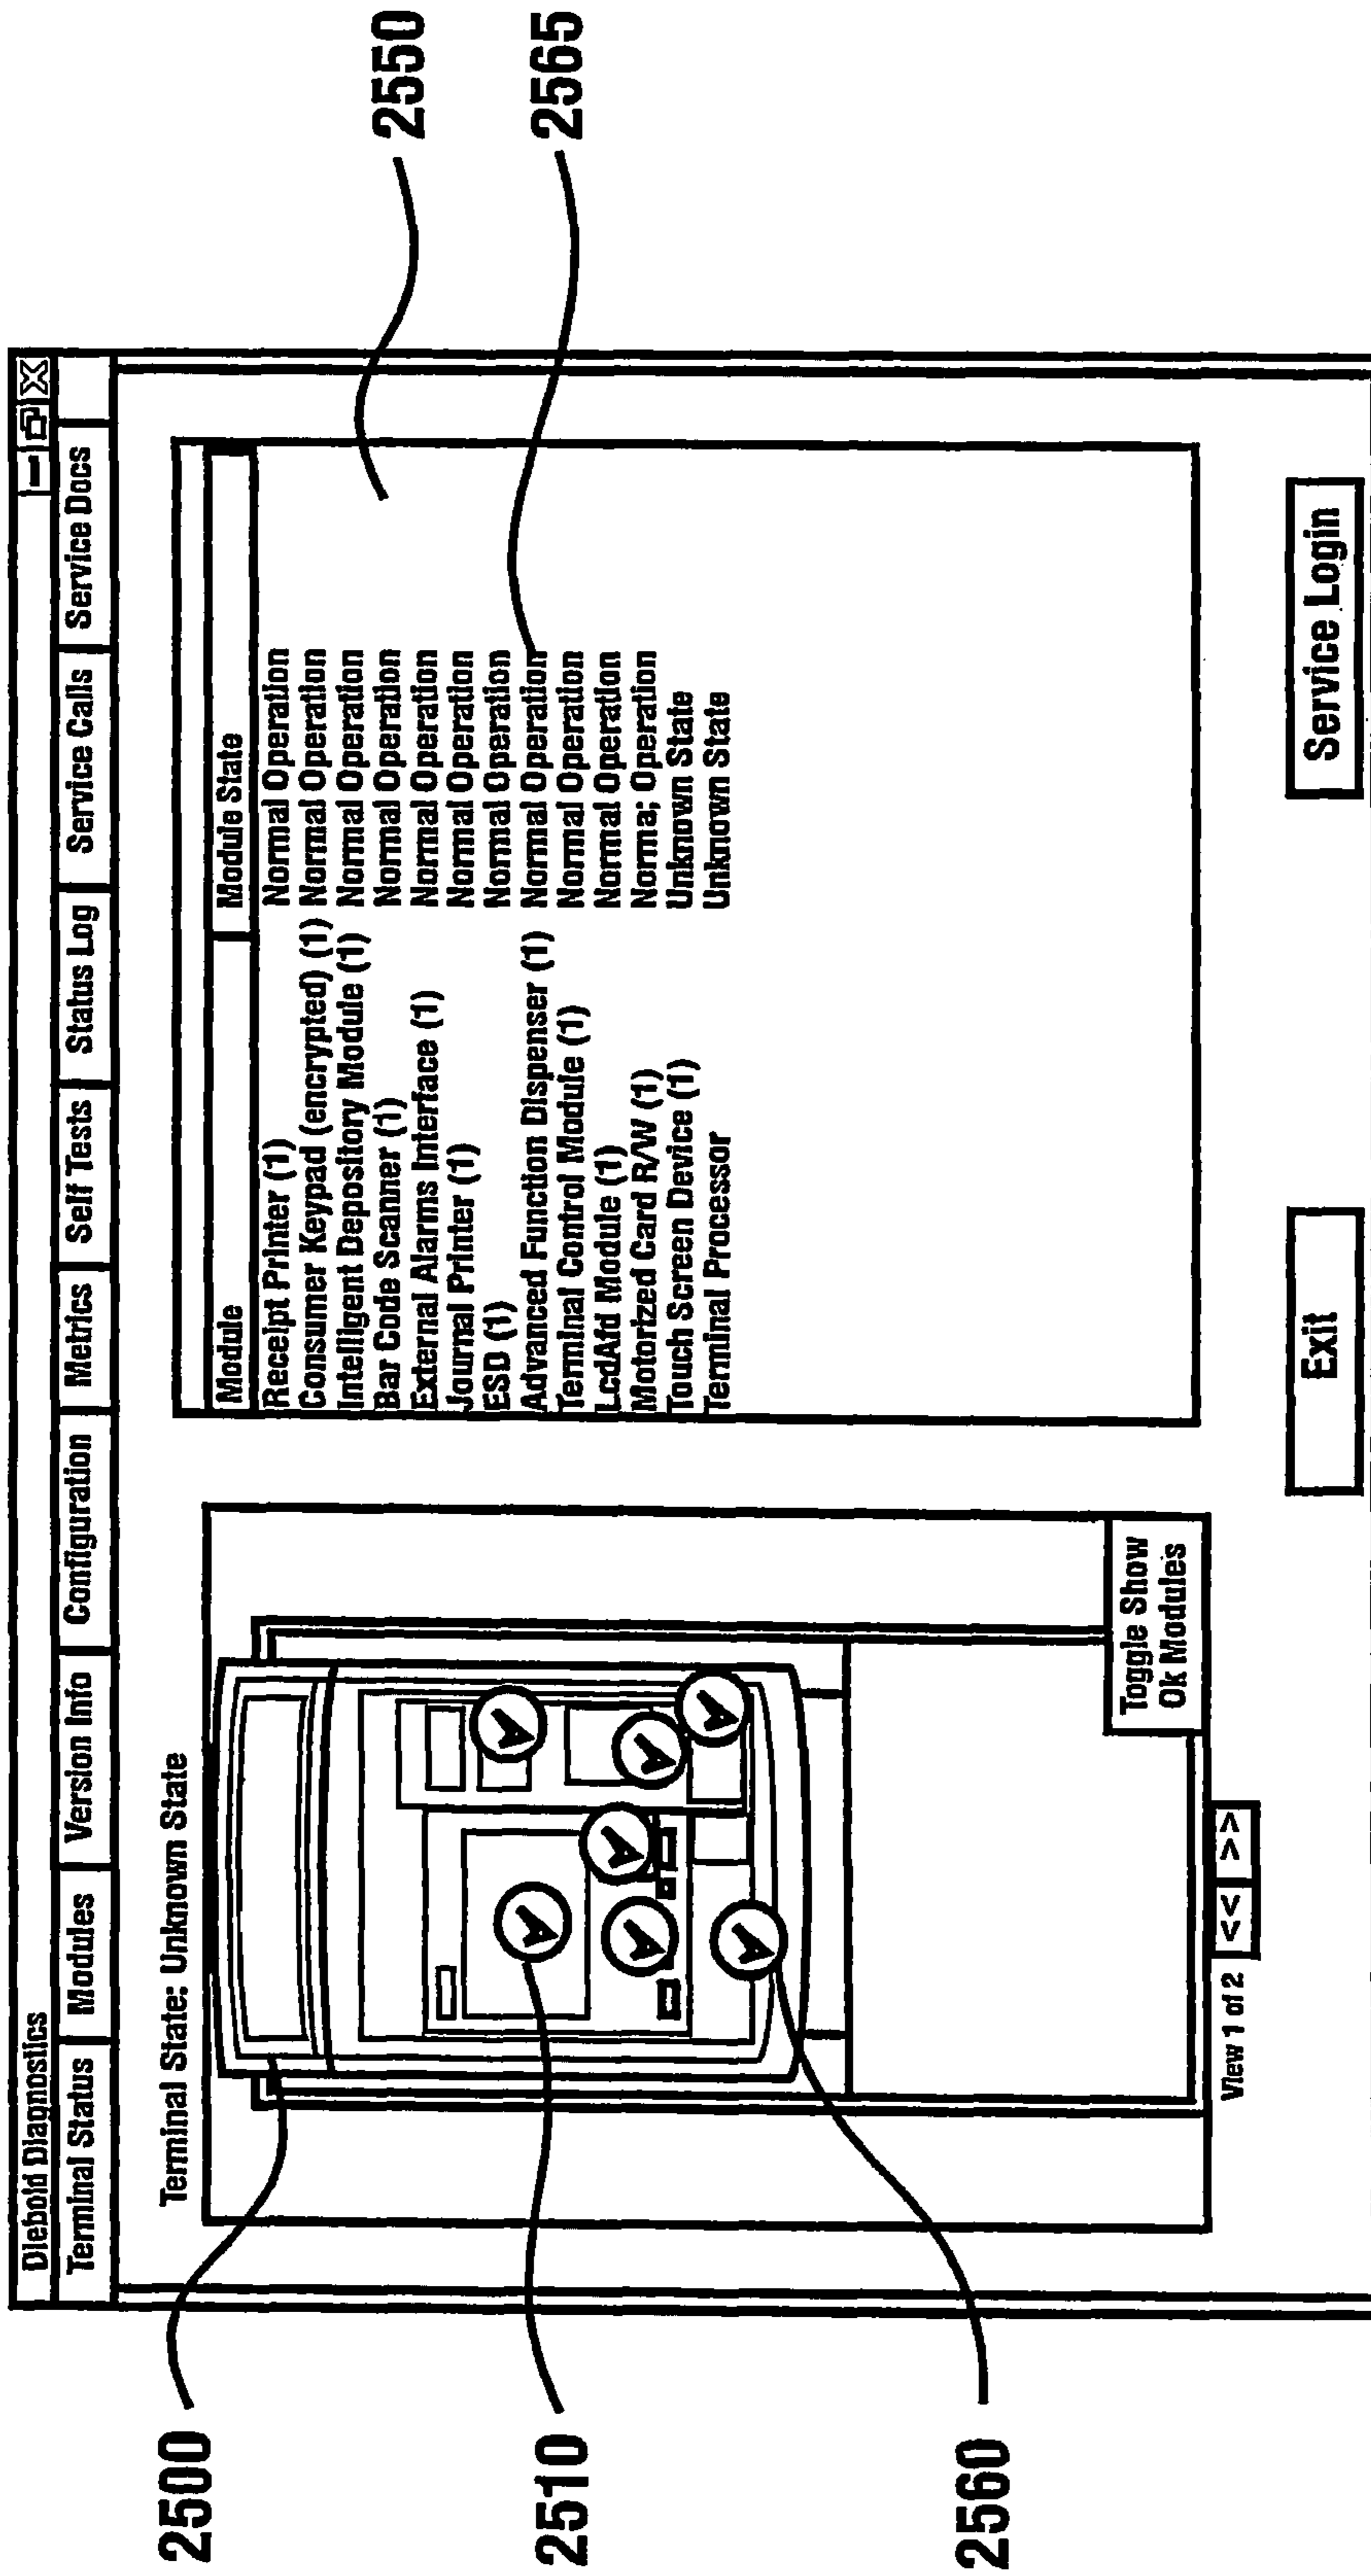 Diebold Diagnostics
Terminal Status Modules Version Info Configuration Metrics Self Tests Status Log Service Calls Service Docs
Terminal State: Unknown State
Module Module State
Receipt Printer (1) Normal Operation
Consumer Keypad (encrypted) (1) Normal Operation
Intelligent Depository Module (1) Normal Operation
Bar Code Scanner (1) Normal Operation
External Alarms Interface (1) Normal Operation
Journal Printer (1) Normal Operation
ESD (1) Normal Operation
Advanced Function Dispenser (1) Normal Operation
Terminal Control Module (1) Normal Operation
LcdAfd Module (1) Normal Operation
Motorized Card R/W (1) Norma; Operation
Touch Screen Device (1) Unknown State
Terminal Processor Unknown State
Toggle Show
Ok Modules
View 1 of 2 << >>
Exit Service Login
2500
2510
2560
2550
2565